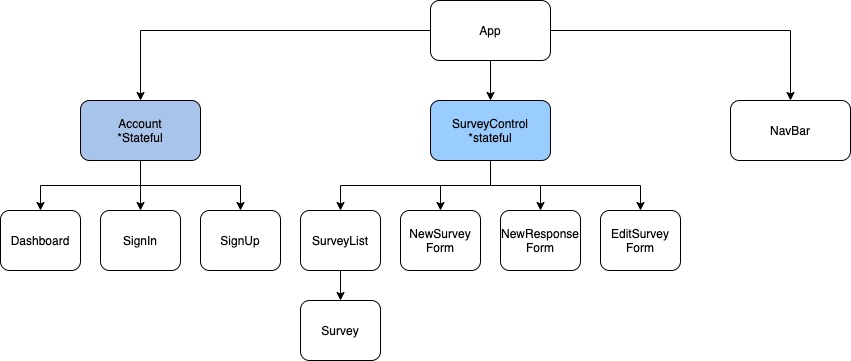 App
Account
*Stateful
SurveyControl
*stateful
NavBar
Dashboard
SignIn
SignUp
SurveyList
NewSurvey
Form
NewResponse
Form
EditSurvey
Form
Survey